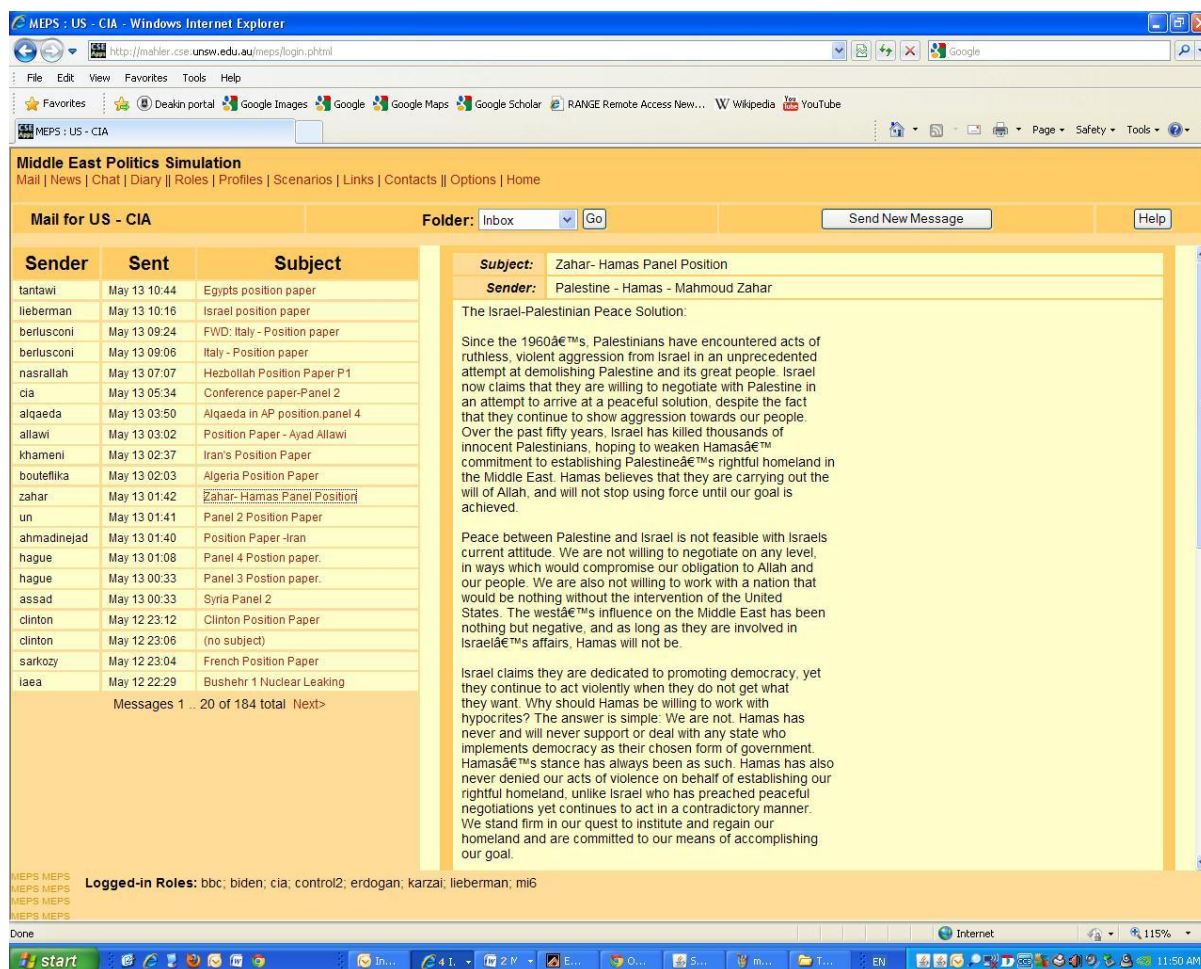 MEPS : US - CIA - Windows Internet Explorer
http://mahler.cse.unsw.edu.au/meps/login.phtml
Google
File Edit View Favorites Tools Help
Favorites Deakin portal Google Images Google Google Maps Google Scholar RANGE Remote Access New... Wikipedia YouTube
MEPS : US - CIA
Page Safety Tools
Middle East Politics Simulation
Mail | News | Chat | Diary || Roles | Profiles | Scenarios | Links | Contacts || Options | Home
Mail for US - CIA Folder: Inbox Go Send New Message Help
Sender Sent Subject
tantawi May 13 10:44 Egypts position paper
lieberman May 13 10:16 Israel position paper
berlusconi May 13 09:24 FWD: Italy - Position paper
berlusconi May 13 09:06 Italy - Position paper
nasrallah May 13 07:07 Hezbollah Position Paper P1
cia May 13 05:34 Conference paper-Panel 2
alqaeda May 13 03:50 Alqaeda in AP position.panel 4
allawi May 13 03:02 Position Paper - Ayad Allawi
khameni May 13 02:37 Iran's Position Paper
bouteflika May 13 02:03 Algeria Position Paper
zahar May 13 01:42 Zahar- Hamas Panel Position
un May 13 01:41 Panel 2 Position Paper
ahmadinejad May 13 01:40 Position Paper -Iran
hague May 13 01:08 Panel 4 Postion paper.
hague May 13 00:33 Panel 3 Postion paper.
assad May 13 00:33 Syria Panel 2
clinton May 12 23:12 Clinton Position Paper
clinton May 12 23:06 (no subject)
sarkozy May 12 23:04 French Position Paper
iaea May 12 22:29 Bushehr 1 Nuclear Leaking
Messages 1 .. 20 of 184 total Next>
Subject: Zahar- Hamas Panel Position
Sender: Palestine - Hamas - Mahmoud Zahar
The Israel-Palestinian Peace Solution:
Since the 1960â€™s, Palestinians have encountered acts of
ruthless, violent aggression from Israel in an unprecedented
attempt at demolishing Palestine and its great people. Israel
now claims that they are willing to negotiate with Palestine in
an attempt to arrive at a peaceful solution, despite the fact
that they continue to show aggression towards our people.
Over the past fifty years, Israel has killed thousands of
innocent Palestinians, hoping to weaken Hamasâ€™
commitment to establishing Palestineâ€™s rightful homeland in
the Middle East. Hamas believes that they are carrying out the
will of Allah, and will not stop using force until our goal is
achieved.
Peace between Palestine and Israel is not feasible with Israels
current attitude. We are not willing to negotiate on any level,
in ways which would compromise our obligation to Allah and
our people. We are also not willing to work with a nation that
would be nothing without the intervention of the United
States. The westâ€™s influence on the Middle East has been
nothing but negative, and as long as they are involved in
Israelâ€™s affairs, Hamas will not be.
Israel claims they are dedicated to promoting democracy, yet
they continue to act violently when they do not get what
they want. Why should Hamas be willing to work with
hypocrites? The answer is simple: We are not. Hamas has
never and will never support or deal with any state who
implements democracy as their chosen form of government.
Hamasâ€™s stance has always been as such. Hamas has also
never denied our acts of violence on behalf of establishing our
rightful homeland, unlike Israel who has preached peaceful
negotiations yet continues to act in a contradictory manner.
We stand firm in our quest to institute and regain our
homeland and are committed to our means of accomplishing
our goal.
MEPS MEPS
MEPS MEPS
MEPS MEPS
MEPS MEPS
Logged-in Roles: bbc; biden; cia; control2; erdogan; karzai; lieberman; mi6
Done Internet 115%
start In... 4 I. 2 M E... O... S... m... T... EN 11:50 AM